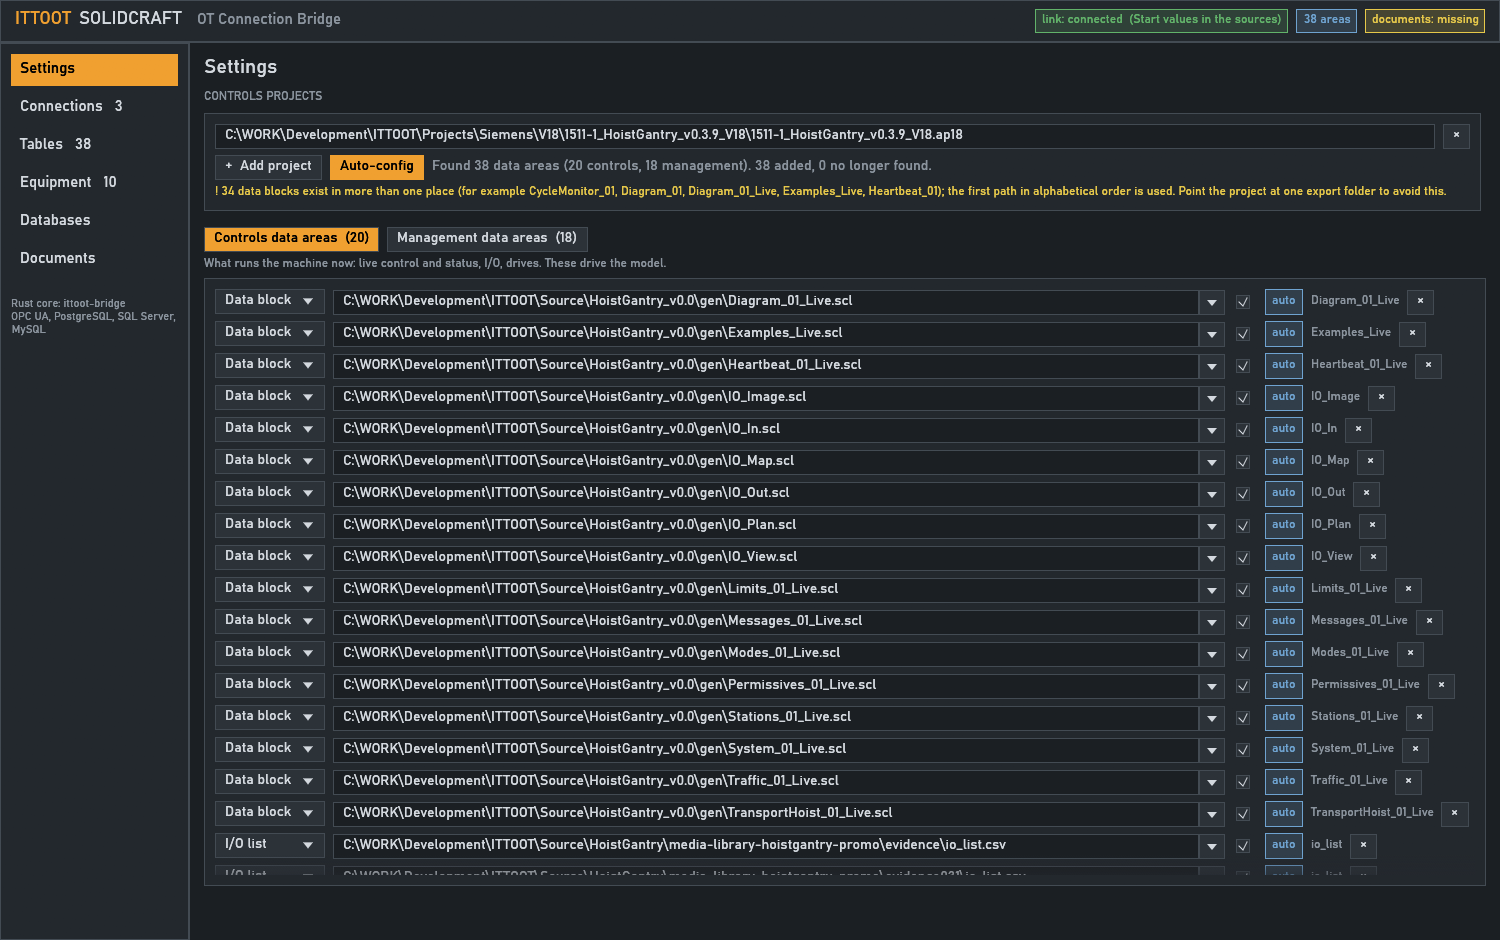 ITTOOT SOLIDCRAFT OT Connection Bridge
link: connected (Start values in the sources) 38 areas documents: missing
Settings
Connections 3
Tables 38
Equipment 10
Databases
Documents
Rust core: ittoot-bridge
OPC UA, PostgreSQL, SQL Server,
MySQL
Settings
CONTROLS PROJECTS
C:\WORK\Development\ITTOOT\Projects\Siemens\V18\1511-1_HoistGantry_v0.3.9_V18\1511-1_HoistGantry_v0.3.9_V18.ap18 ×
+ Add project Auto-config Found 38 data areas (20 controls, 18 management). 38 added, 0 no longer found.
! 34 data blocks exist in more than one place (for example CycleMonitor_01, Diagram_01, Diagram_01_Live, Examples_Live, Heartbeat_01); the first path in alphabetical order is used. Point the project at one export folder to avoid this.
Controls data areas (20) Management data areas (18)
What runs the machine now: live control and status, I/O, drives. These drive the model.
Data block C:\WORK\Development\ITTOOT\Source\HoistGantry_v0.0\gen\Diagram_01_Live.scl auto Diagram_01_Live ×
Data block C:\WORK\Development\ITTOOT\Source\HoistGantry_v0.0\gen\Examples_Live.scl auto Examples_Live ×
Data block C:\WORK\Development\ITTOOT\Source\HoistGantry_v0.0\gen\Heartbeat_01_Live.scl auto Heartbeat_01_Live ×
Data block C:\WORK\Development\ITTOOT\Source\HoistGantry_v0.0\gen\IO_Image.scl auto IO_Image ×
Data block C:\WORK\Development\ITTOOT\Source\HoistGantry_v0.0\gen\IO_In.scl auto IO_In ×
Data block C:\WORK\Development\ITTOOT\Source\HoistGantry_v0.0\gen\IO_Map.scl auto IO_Map ×
Data block C:\WORK\Development\ITTOOT\Source\HoistGantry_v0.0\gen\IO_Out.scl auto IO_Out ×
Data block C:\WORK\Development\ITTOOT\Source\HoistGantry_v0.0\gen\IO_Plan.scl auto IO_Plan ×
Data block C:\WORK\Development\ITTOOT\Source\HoistGantry_v0.0\gen\IO_View.scl auto IO_View ×
Data block C:\WORK\Development\ITTOOT\Source\HoistGantry_v0.0\gen\Limits_01_Live.scl auto Limits_01_Live ×
Data block C:\WORK\Development\ITTOOT\Source\HoistGantry_v0.0\gen\Messages_01_Live.scl auto Messages_01_Live ×
Data block C:\WORK\Development\ITTOOT\Source\HoistGantry_v0.0\gen\Modes_01_Live.scl auto Modes_01_Live ×
Data block C:\WORK\Development\ITTOOT\Source\HoistGantry_v0.0\gen\Permissives_01_Live.scl auto Permissives_01_Live ×
Data block C:\WORK\Development\ITTOOT\Source\HoistGantry_v0.0\gen\Stations_01_Live.scl auto Stations_01_Live ×
Data block C:\WORK\Development\ITTOOT\Source\HoistGantry_v0.0\gen\System_01_Live.scl auto System_01_Live ×
Data block C:\WORK\Development\ITTOOT\Source\HoistGantry_v0.0\gen\Traffic_01_Live.scl auto Traffic_01_Live ×
Data block C:\WORK\Development\ITTOOT\Source\HoistGantry_v0.0\gen\TransportHoist_01_Live.scl auto TransportHoist_01_Live ×
I/O list C:\WORK\Development\ITTOOT\Source\HoistGantry\media-library-hoistgantry-promo\evidence\io_list.csv auto io_list ×